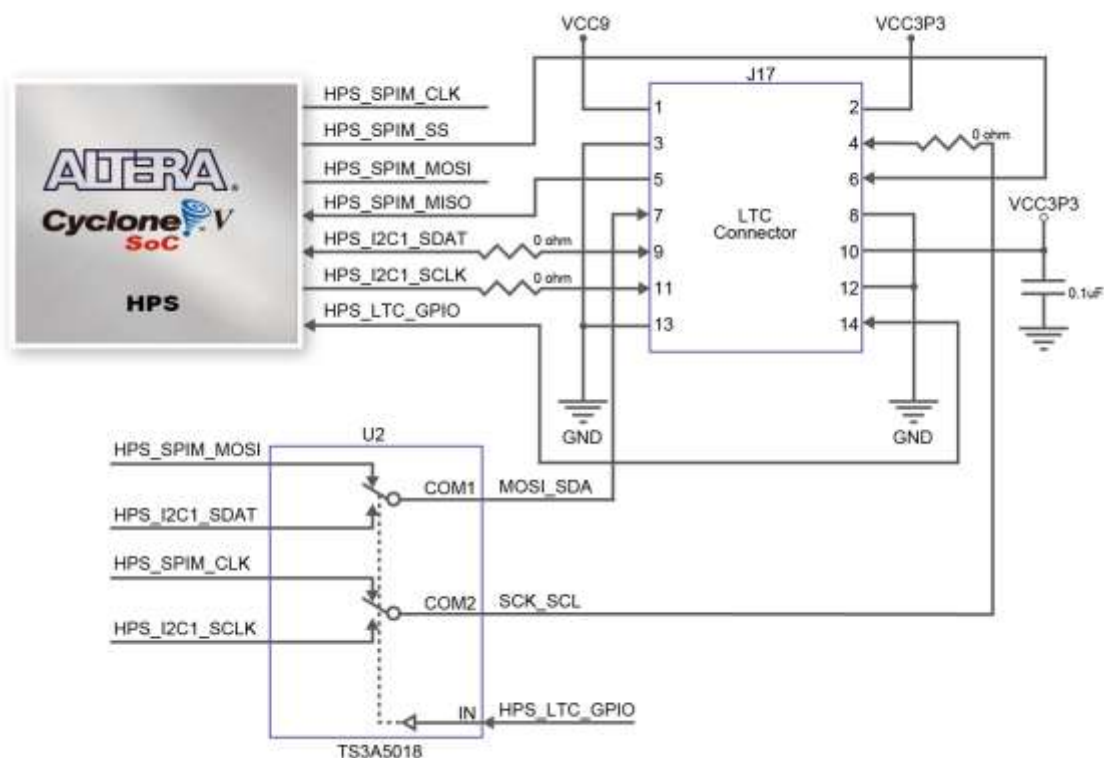 VCC9
VCC3P3
J17
HPS_SPIM_CLK
HPS_SPIM_SS
HPS_SPIM_MOSI
HPS_SPIM_MISO
HPS_I2C1_SDAT
0 ohm
HPS_I2C1_SCLK
0 ohm
HPS_LTC_GPIO
ALTERA®
Cyclone V
SoC
HPS
1
3
5
7
9
11
13
LTC
Connector
2
4
6
8
10
12
14
0 ohm
VCC3P3
0.1uF
GND
GND
U2
HPS_SPIM_MOSI
HPS_I2C1_SDAT
HPS_SPIM_CLK
HPS_I2C1_SCLK
COM1
MOSI_SDA
COM2
SCK_SCL
IN
HPS_LTC_GPIO
TS3A5018